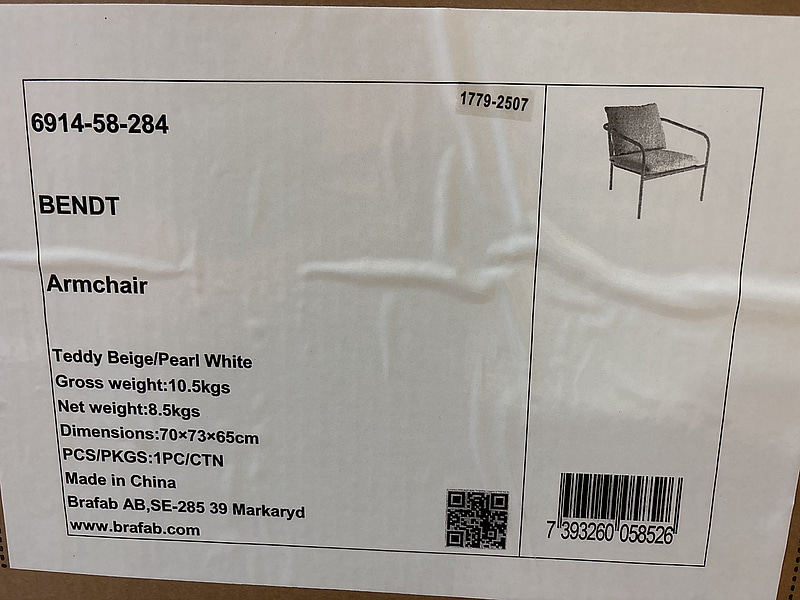 1779-2507
6914-58-284
BENDT
Armchair
Teddy Beige/Pearl White
Gross weight:10.5kgs
Net weight:8.5kgs
Dimensions:70×73×65cm
PCS/PKGS:1PC/CTN
Made in China
Brafab AB,SE-285 39 Markaryd
www.brafab.com
7 393260 058526